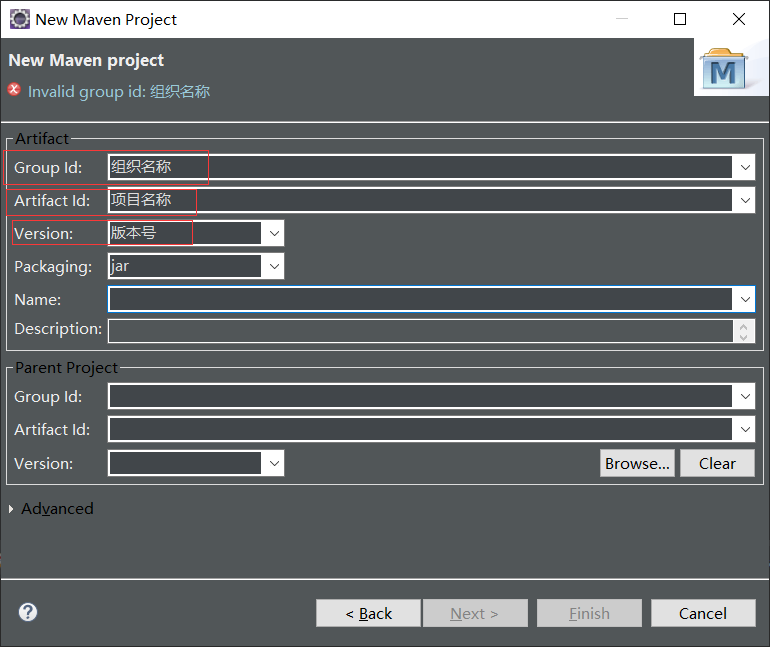 New Maven Project
New Maven project
Invalid group id: 组织名称
Artifact
Group Id: 组织名称
Artifact Id: 项目名称
Version: 版本号
Packaging: jar
Name:
Description:
Parent Project
Group Id:
Artifact Id:
Version:
Browse... Clear
Advanced
< Back Next > Finish Cancel